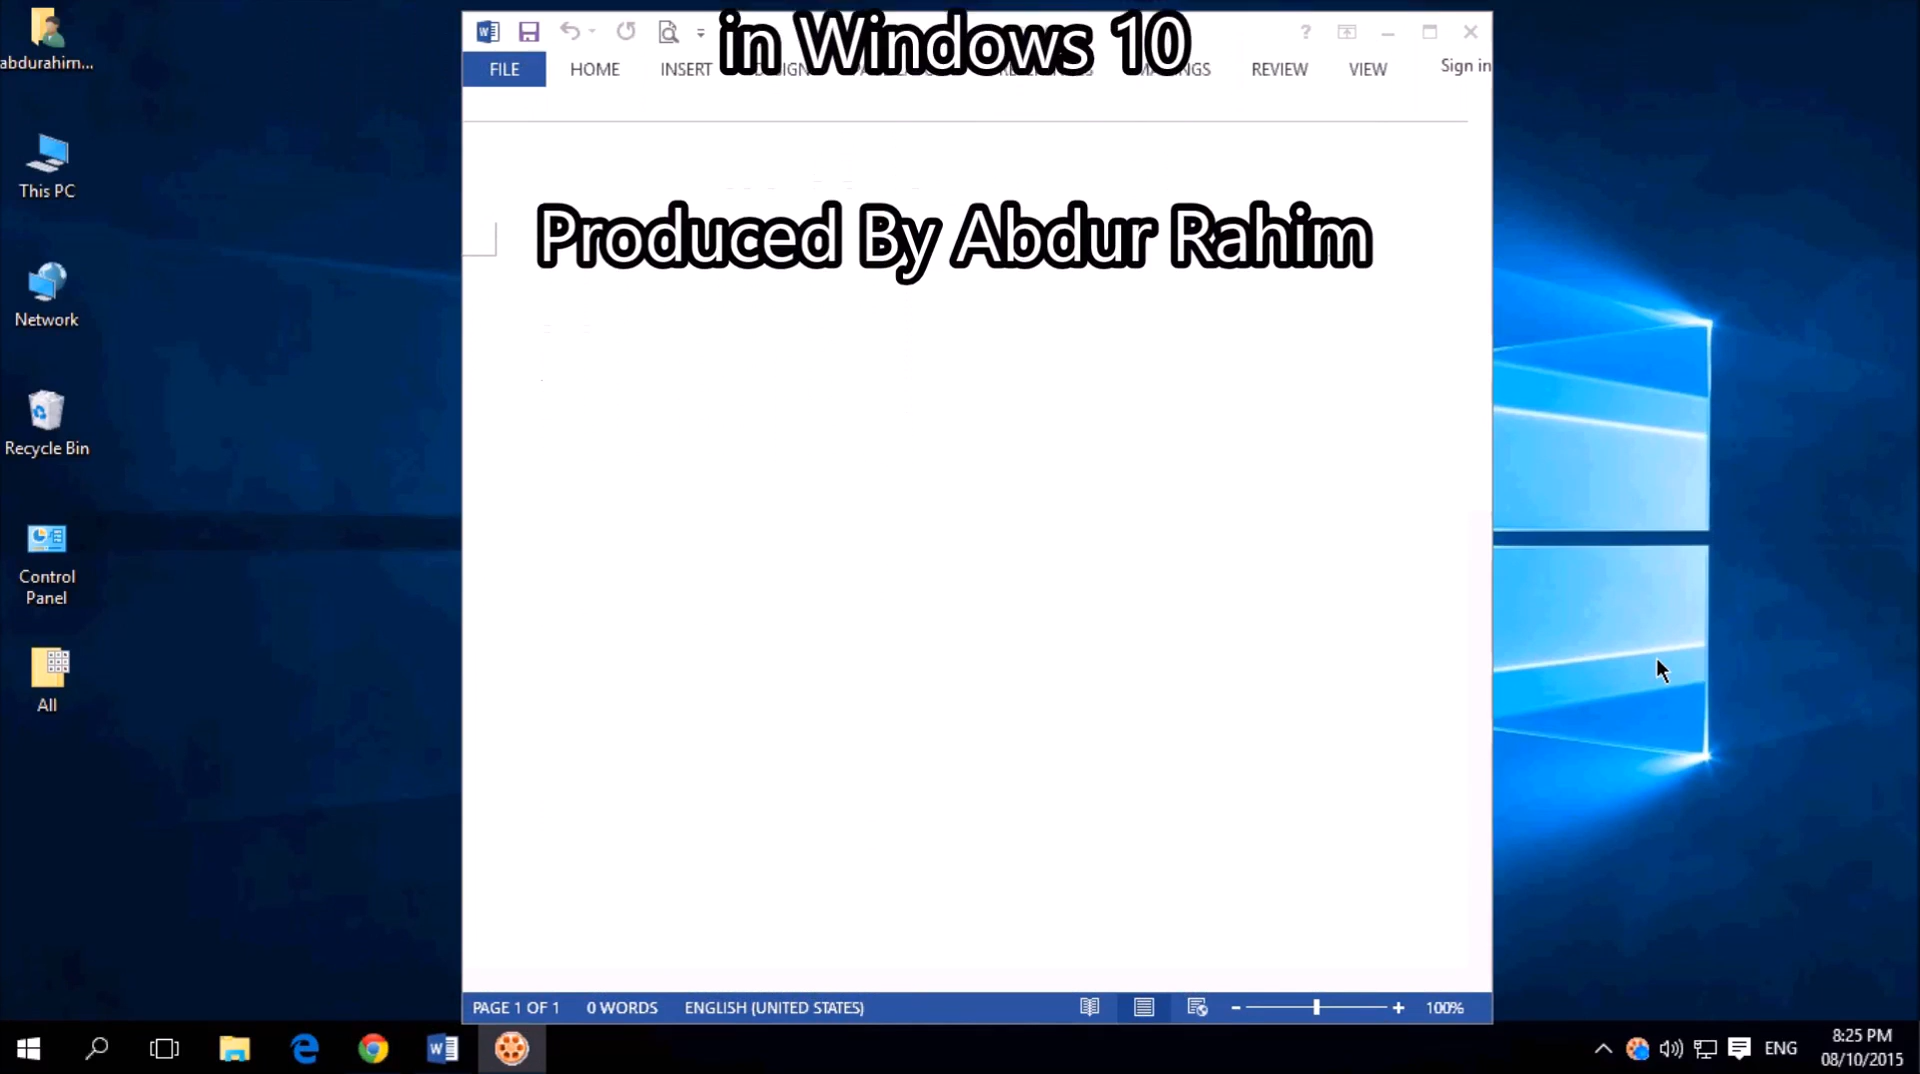 abdurahim...
This PC
Network
Recycle Bin
Control
Panel
All
in Windows 10
FILE HOME INSERT REVIEW VIEW Sign in
Produced By Abdur Rahim
PAGE 1 OF 1 0 WORDS ENGLISH (UNITED STATES) 100%
ENG
8:25 PM
08/10/2015